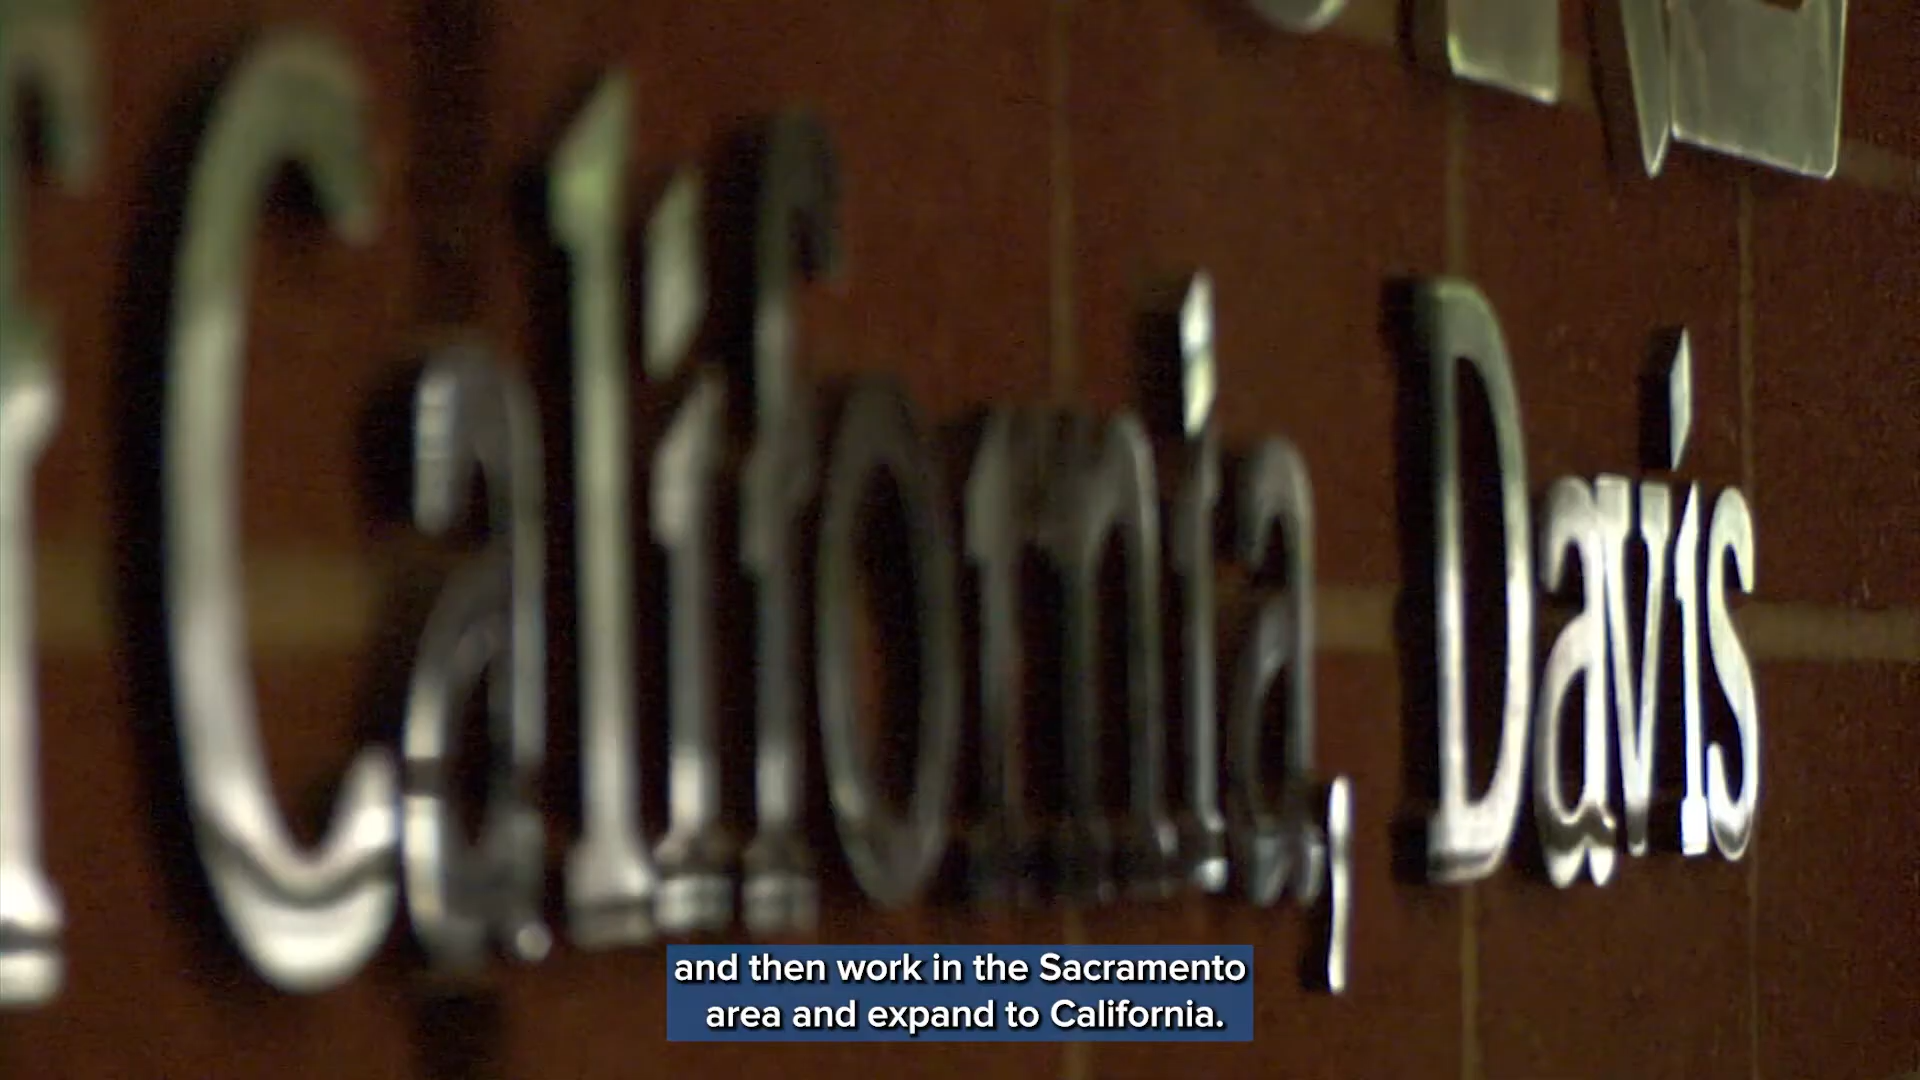 f California, Davis
and then work in the Sacramento
area and expand to California.